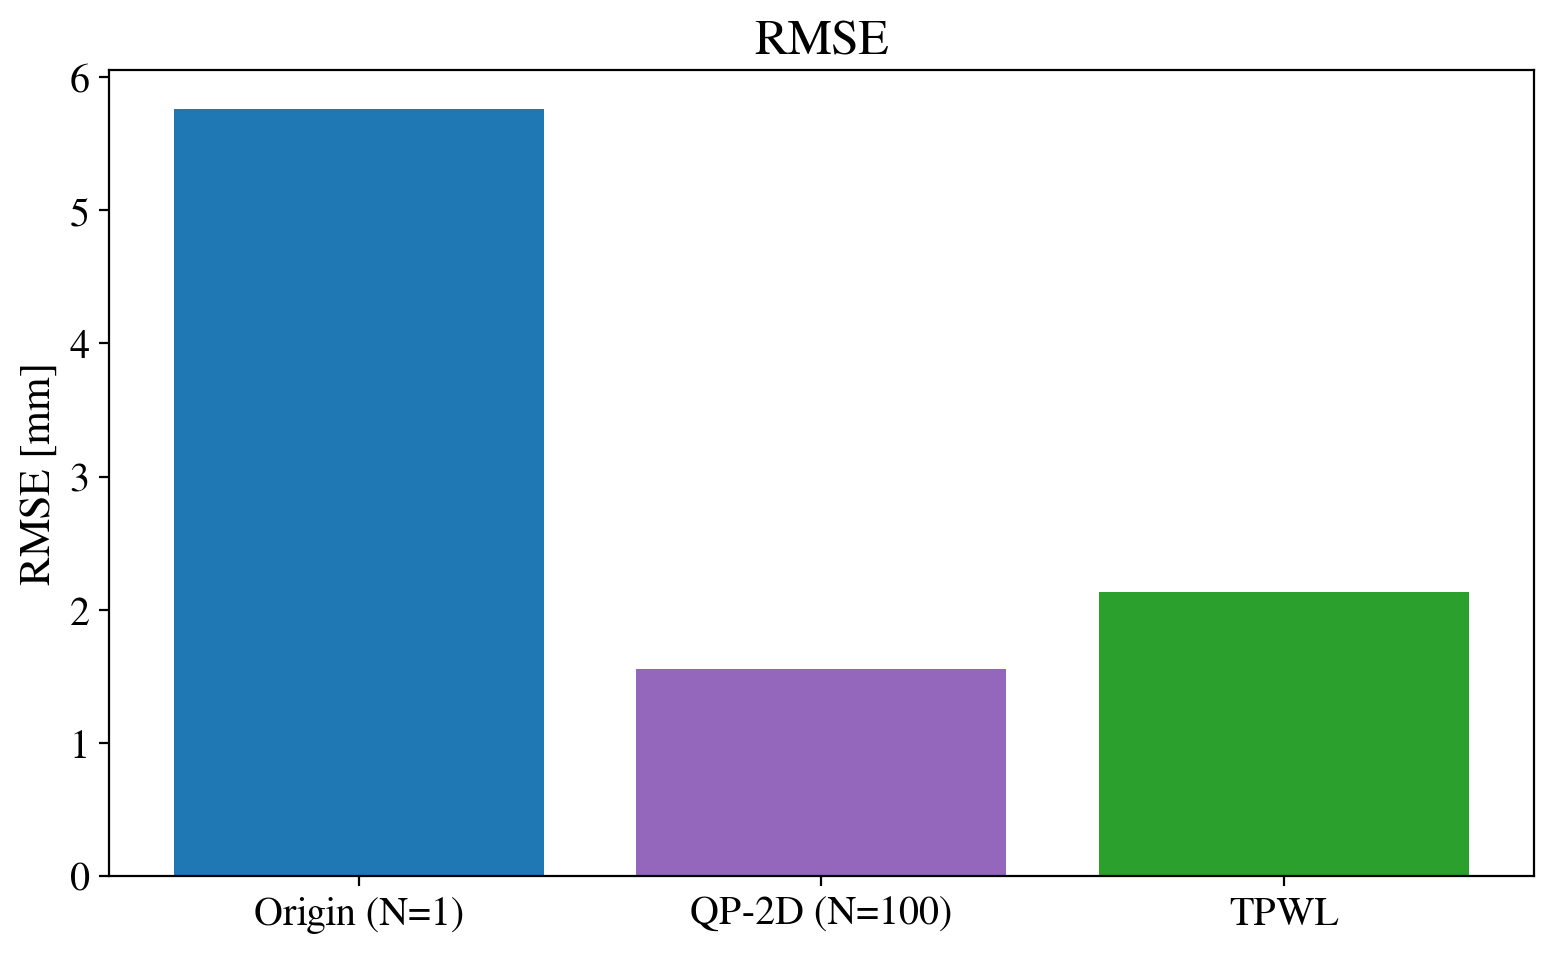 RMSE
RMSE [mm]
6
5
4
3
2
1
0
Origin (N=1)
QP-2D (N=100)
TPWL